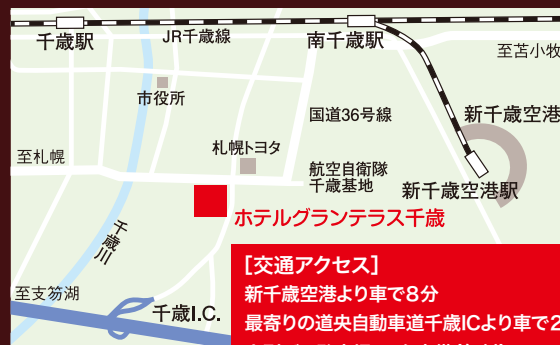 千歳駅
JR千歳線
南千歳駅
至苫小牧
市役所
国道36号線
新千歳空港
札幌トヨタ
至札幌
航空自衛隊
千歳基地
新千歳空港駅
ホテルグランテラス千歳
千歳川
[交通アクセス]
至支笏湖
新千歳空港より車で8分
千歳I.C.
最寄りの道央自動車道千歳ICより車で2